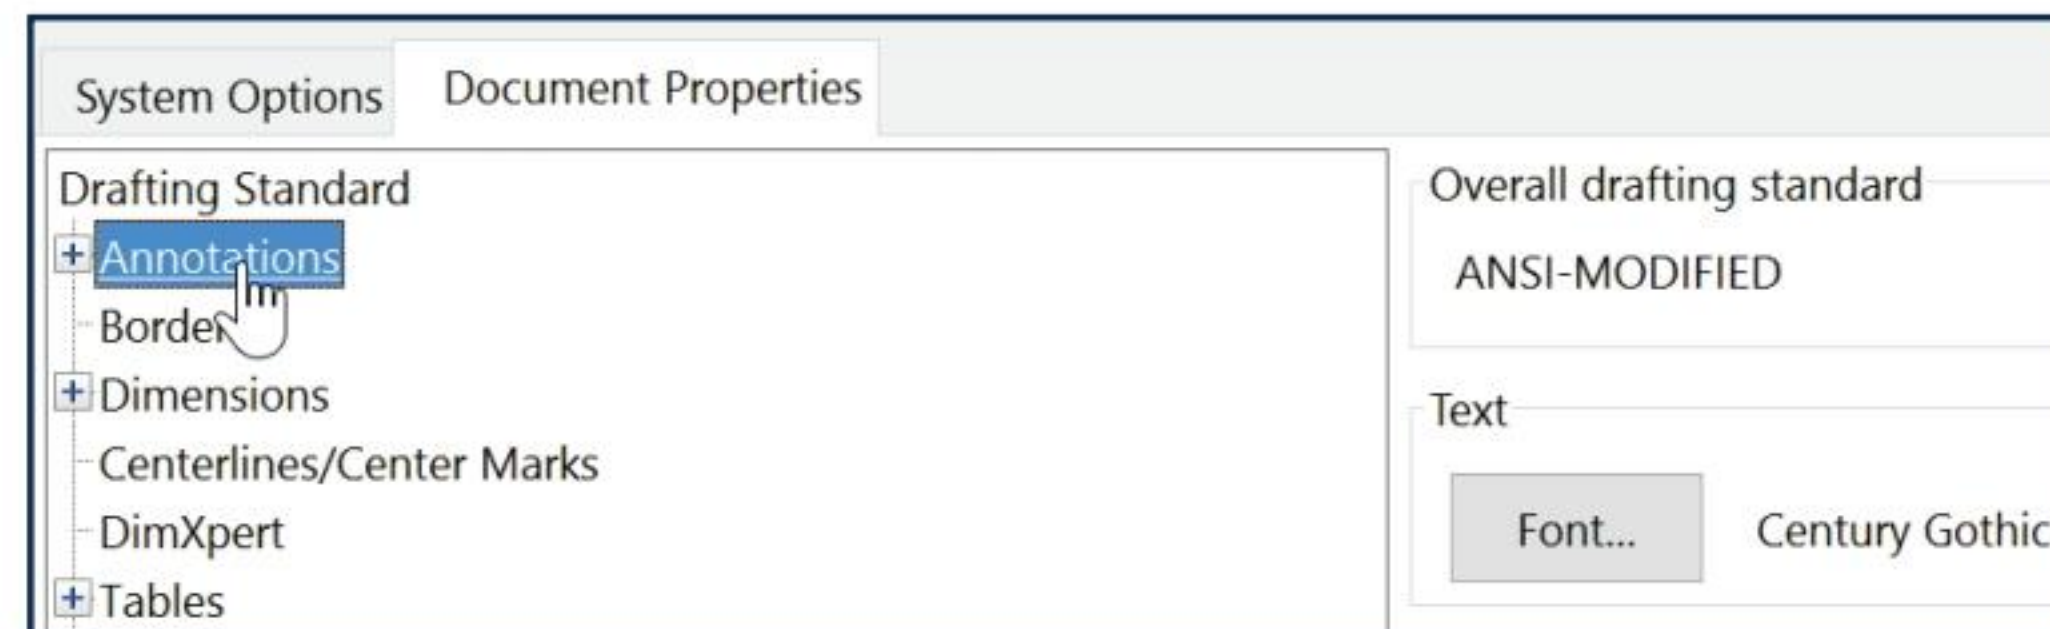 System Options
Document Properties
Drafting Standard
Annotations
Border
Dimensions
Centerlines/Center Marks
DimXpert
Tables
Overall drafting standard
ANSI-MODIFIED
Text
Font...
Century Gothic